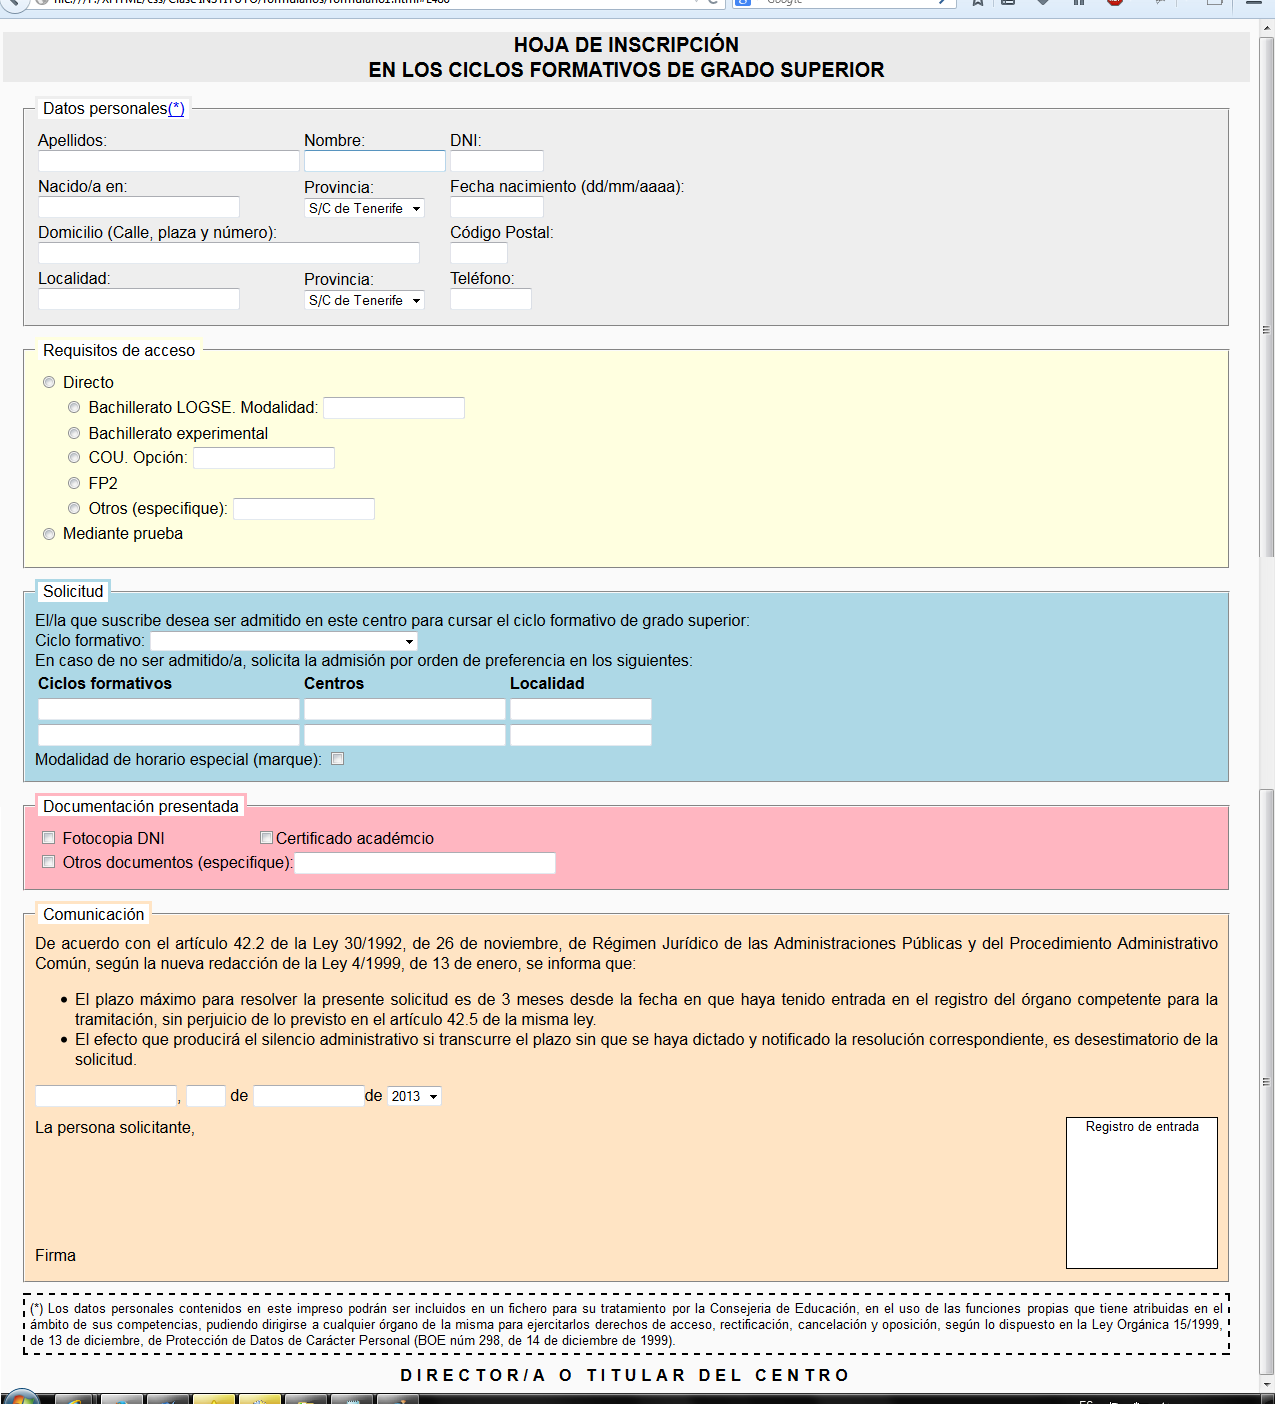 Google
HOJA DE INSCRIPCIÓN
EN LOS CICLOS FORMATIVOS DE GRADO SUPERIOR
Datos personales(*)
Apellidos: Nombre: DNI:
Nacido/a en: Provincia: Fecha nacimiento (dd/mm/aaaa):
S/C de Tenerife
Domicilio (Calle, plaza y número): Código Postal:
Localidad: Provincia: Teléfono:
S/C de Tenerife
Requisitos de acceso
Directo
Bachillerato LOGSE. Modalidad:
Bachillerato experimental
COU. Opción:
FP2
Otros (especifique):
Mediante prueba
Solicitud
El/la que suscribe desea ser admitido en este centro para cursar el ciclo formativo de grado superior:
Ciclo formativo:
En caso de no ser admitido/a, solicita la admisión por orden de preferencia en los siguientes:
Ciclos formativos Centros Localidad
Modalidad de horario especial (marque):
Documentación presentada
Fotocopia DNI Certificado académcio
Otros documentos (especifique):
Comunicación
De acuerdo con el artículo 42.2 de la Ley 30/1992, de 26 de noviembre, de Régimen Jurídico de las Administraciones Públicas y del Procedimiento Administrativo
Común, según la nueva redacción de la Ley 4/1999, de 13 de enero, se informa que:
• El plazo máximo para resolver la presente solicitud es de 3 meses desde la fecha en que haya tenido entrada en el registro del órgano competente para la
tramitación, sin perjuicio de lo previsto en el artículo 42.5 de la misma ley.
• El efecto que producirá el silencio administrativo si transcurre el plazo sin que se haya dictado y notificado la resolución correspondiente, es desestimatorio de la
solicitud.
, de de 2013
La persona solicitante,
Registro de entrada
Firma
(*) Los datos personales contenidos en este impreso podrán ser incluidos en un fichero para su tratamiento por la Consejeria de Educación, en el uso de las funciones propias que tiene atribuidas en el
ámbito de sus competencias, pudiendo dirigirse a cualquier órgano de la misma para ejercitarlos derechos de acceso, rectificación, cancelación y oposición, según lo dispuesto en la Ley Orgánica 15/1999,
de 13 de diciembre, de Protección de Datos de Carácter Personal (BOE núm 298, de 14 de diciembre de 1999).
DIRECTOR/A O TITULAR DEL CENTRO